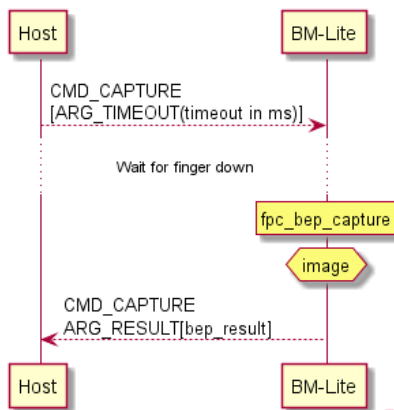 Host
BM-Lite
CMD_CAPTURE
[ARG_TIMEOUT(timeout in ms)]
Wait for finger down
fpc_bep_capture
image
CMD_CAPTURE
ARG_RESULT[bep_result]
Host
BM-Lite